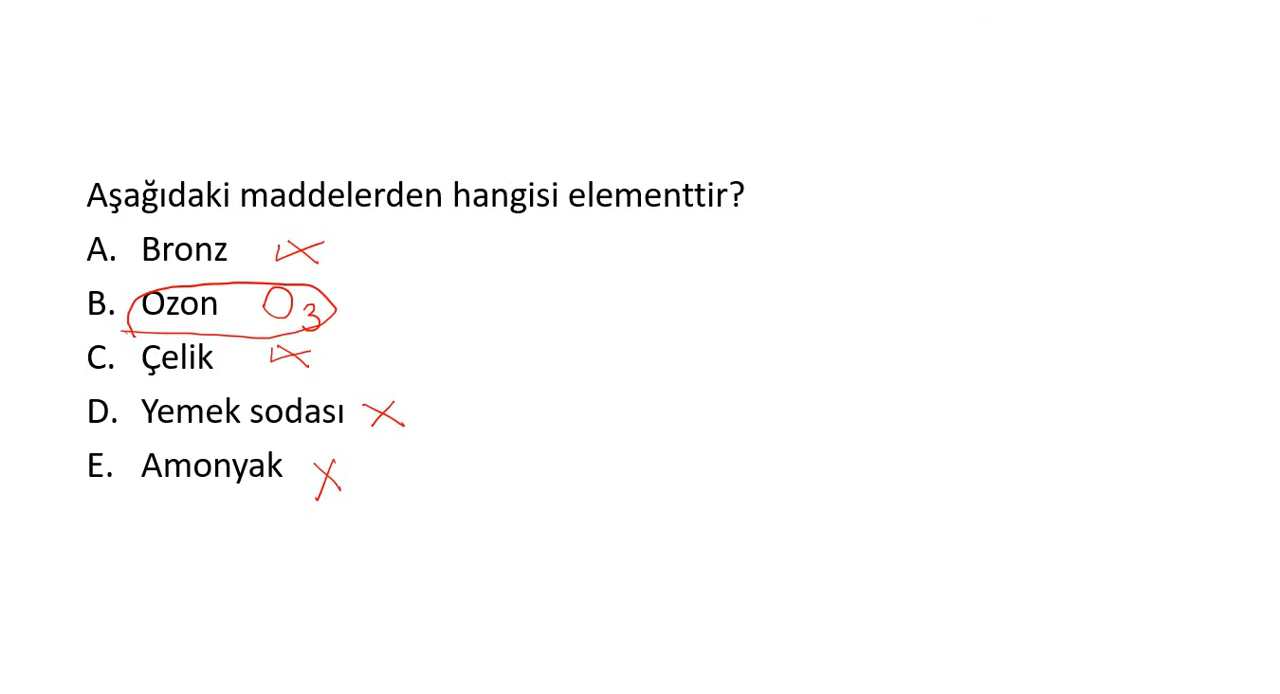 Aşağıdaki maddelerden hangisi elementtir?
A. Bronz
B. Ozon O3
C. Çelik
D. Yemek sodası
E. Amonyak